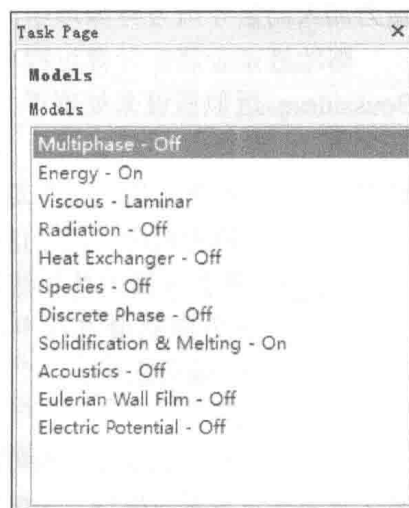 Task Page ×
Models
Models
Multiphase - Off
Energy - On
Viscous - Laminar
Radiation - Off
Heat Exchanger - Off
Species - Off
Discrete Phase - Off
Solidification & Melting - On
Acoustics - Off
Eulerian Wall Film - Off
Electric Potential - Off